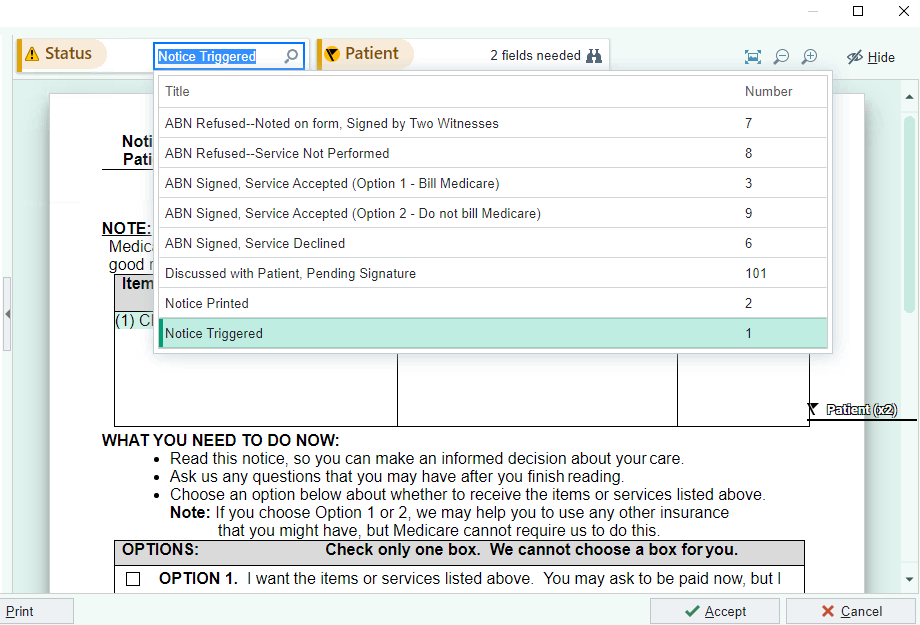 Status
Notice Triggered
Patient
2 fields needed
Hide
Title Number
ABN Refused--Noted on form, Signed by Two Witnesses 7
ABN Refused--Service Not Performed 8
ABN Signed, Service Accepted (Option 1 - Bill Medicare) 3
ABN Signed, Service Accepted (Option 2 - Do not bill Medicare) 9
ABN Signed, Service Declined 6
Discussed with Patient, Pending Signature 101
Notice Printed 2
Notice Triggered 1
Noti
Pati
NOTE:
Medic
good
Item
(1) C
Patient (x2)
WHAT YOU NEED TO DO NOW:
• Read this notice, so you can make an informed decision about your care.
• Ask us any questions that you may have after you finish reading.
• Choose an option below about whether to receive the items or services listed above.
Note: If you choose Option 1 or 2, we may help you to use any other insurance
that you might have, but Medicare cannot require us to do this.
OPTIONS: Check only one box. We cannot choose a box for you.
OPTION 1. I want the items or services listed above. You may ask to be paid now, but I
Print
Accept
Cancel